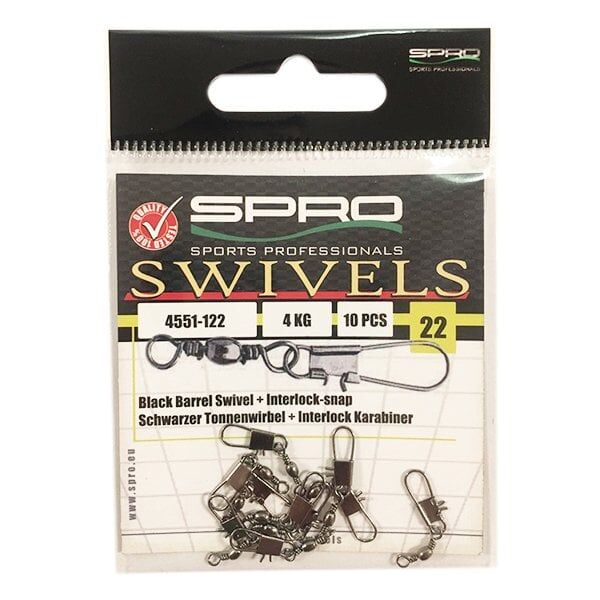 SPRO
SPORTS PROFESSIONALS
QUALITY
TESTED 100%
SPRO
SPORTS PROFESSIONALS
SWIVELS
4551-122
4 KG
10 PCS
22
Black Barrel Swivel + Interlock-snap
Schwarzer Tonnenwirbel + Interlock Karabiner
www.spro.eu